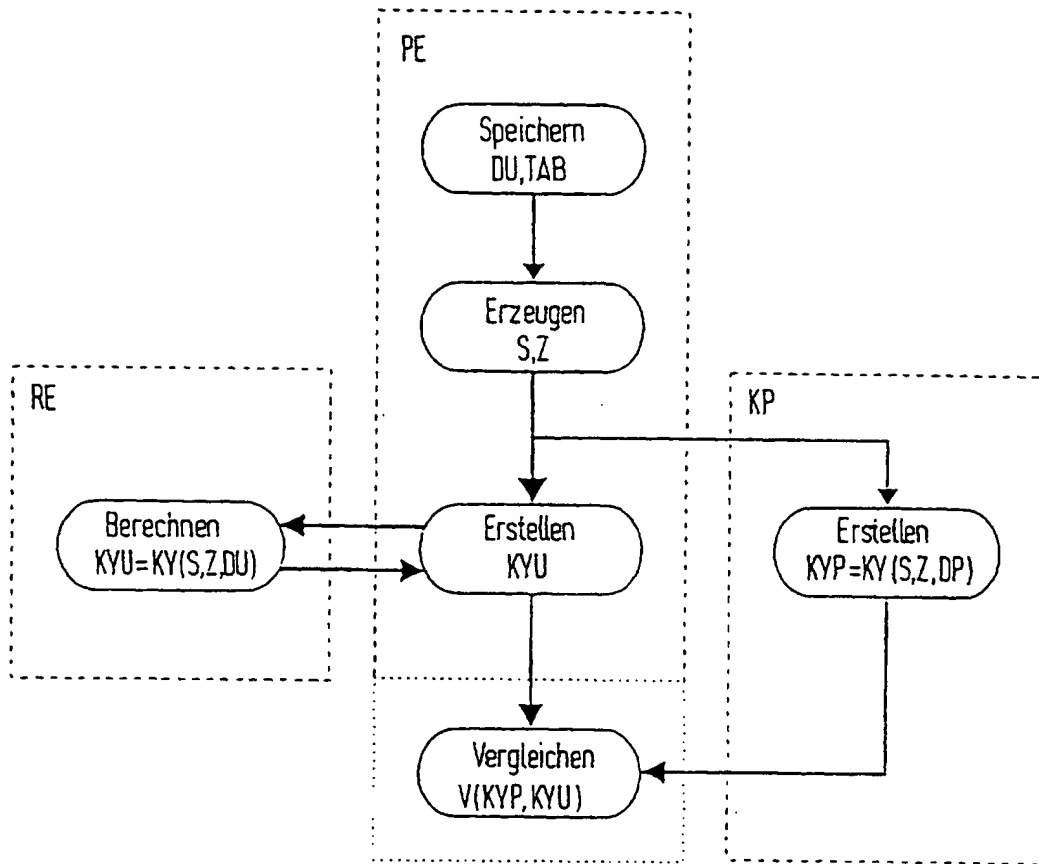 PE
Speichern
DU,TAB
Erzeugen
S,Z
RE
KP
Berechnen
KYU=KY(S,Z,DU)
Erstellen
KYU
Erstellen
KYP=KY(S,Z,DP)
Vergleichen
V(KYP,KYU)